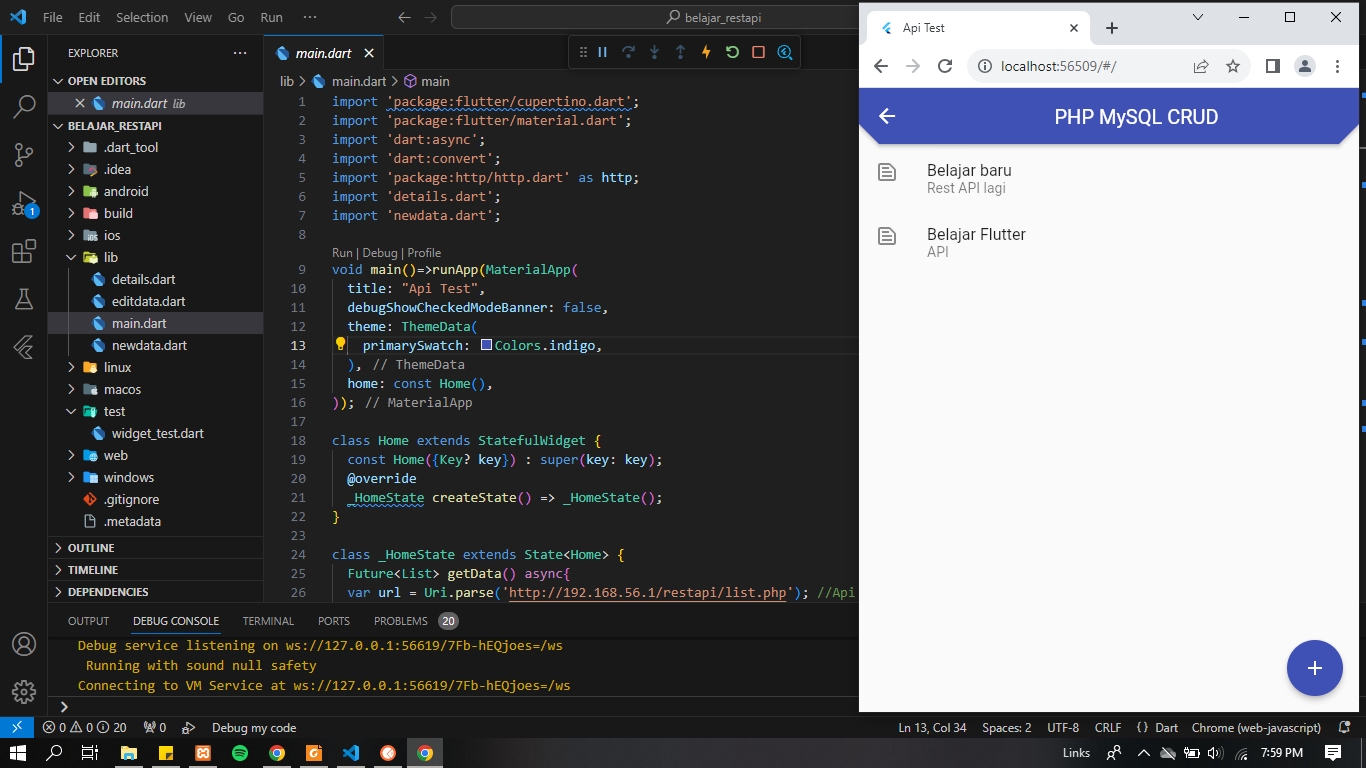 File Edit Selection View Go Run ···
belajar_restapi
EXPLORER
OPEN EDITORS
main.dart lib
BELAJAR_RESTAPI
.dart_tool
.idea
android
build
ios
lib
details.dart
editdata.dart
main.dart
newdata.dart
linux
macos
test
widget_test.dart
web
windows
.gitignore
.metadata
OUTLINE
TIMELINE
DEPENDENCIES
1
main.dart
lib > main.dart > main
1 import 'package:flutter/cupertino.dart';
2 import 'package:flutter/material.dart';
3 import 'dart:async';
4 import 'dart:convert';
5 import 'package:http/http.dart' as http;
6 import 'details.dart';
7 import 'newdata.dart';
8
Run | Debug | Profile
9 void main()=>runApp(MaterialApp(
10 title: "Api Test",
11 debugShowCheckedModeBanner: false,
12 theme: ThemeData(
13 primarySwatch: Colors.indigo,
14 ), // ThemeData
15 home: const Home(),
16 )); // MaterialApp
17
18 class Home extends StatefulWidget {
19 const Home({Key? key}) : super(key: key);
20 @override
21 _HomeState createState() => _HomeState();
22 }
23
24 class _HomeState extends State<Home> {
25 Future<List> getData() async{
26 var url = Uri.parse('http://192.168.56.1/restapi/list.php'); //Api
OUTPUT DEBUG CONSOLE TERMINAL PORTS PROBLEMS 20
Debug service listening on ws://127.0.0.1:56619/7Fb-hEQjoes=/ws
Running with sound null safety
Connecting to VM Service at ws://127.0.0.1:56619/7Fb-hEQjoes=/ws
Api Test
localhost:56509/#/
PHP MySQL CRUD
Belajar baru
Rest API lagi
Belajar Flutter
API
0 0 20 0 Debug my code Ln 13, Col 34 Spaces: 2 UTF-8 CRLF {} Dart Chrome (web-javascript)
Links 7:59 PM